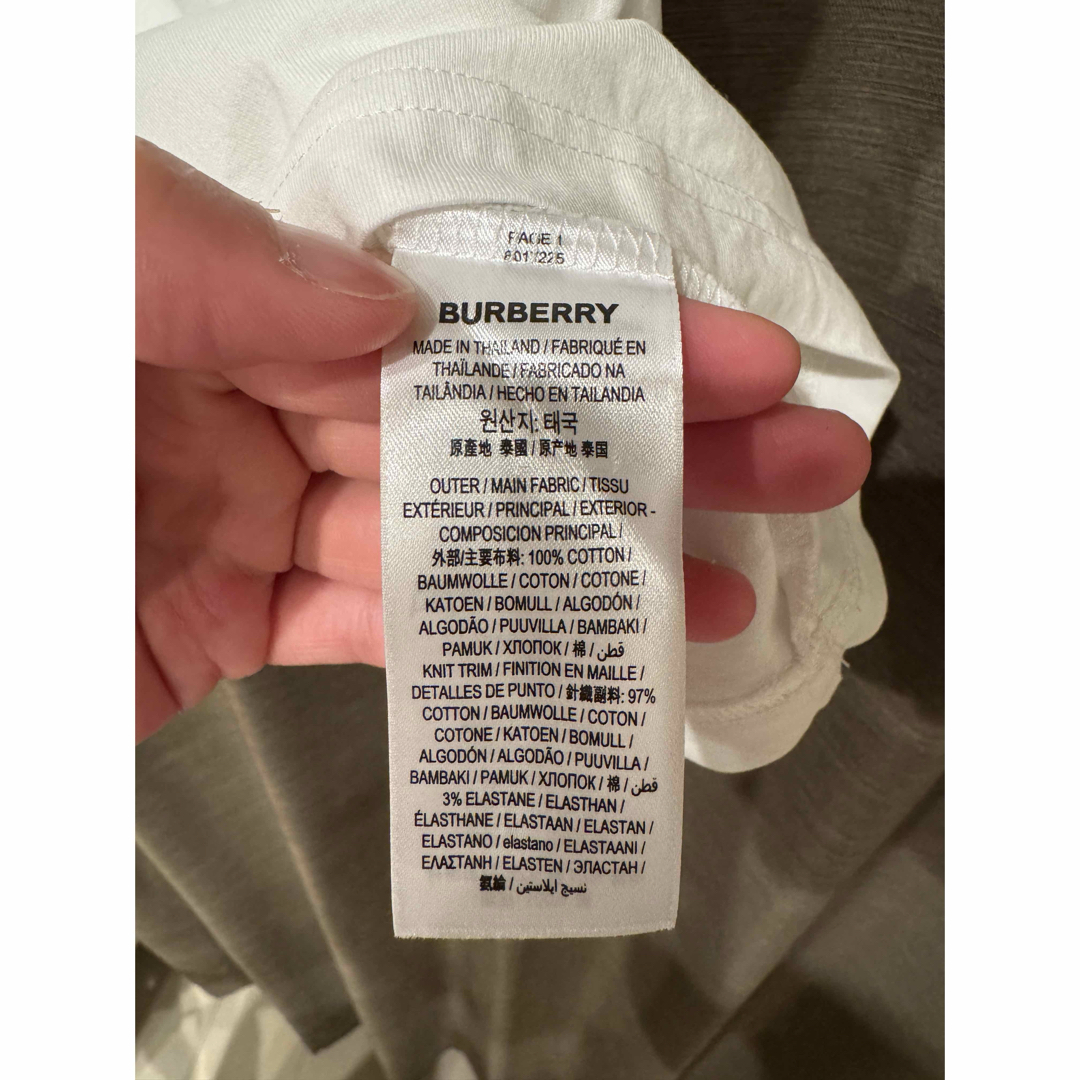 PAGE 1
BURBERRY
MADE IN THAILAND / FABRIQUÉ EN
THAÏLANDE / FABRICADO NA
TAILÂNDIA / HECHO EN TAILANDIA
원산지: 태국
原產地 泰國 / 原产地 泰国
OUTER / MAIN FABRIC / TISSU
EXTÉRIEUR / PRINCIPAL / EXTERIOR -
COMPOSICION PRINCIPAL /
外部/主要布料: 100% COTTON /
BAUMWOLLE / COTON / COTONE /
KATOEN / BOMULL / ALGODÓN /
ALGODÃO / PUUVILLA / BAMBAKI /
PAMUK / ХЛОПОК / 棉 / قطن /
KNIT TRIM / FINITION EN MAILLE /
DETALLES DE PUNTO / 針織副料: 97%
COTTON / BAUMWOLLE / COTON /
COTONE / KATOEN / BOMULL /
ALGODÓN / ALGODÃO / PUUVILLA /
BAMBAKI / PAMUK / ХЛОПОК / 棉 / قطن /
3% ELASTANE / ELASTHAN /
ÉLASTHANE / ELASTAAN / ELASTAN /
ELASTANO / elastano / ELASTAANI /
ΕΛΑΣΤΑΝΗ / ELASTEN / ЭЛАСТАН /
氨綸 / نسيج ايلاستين